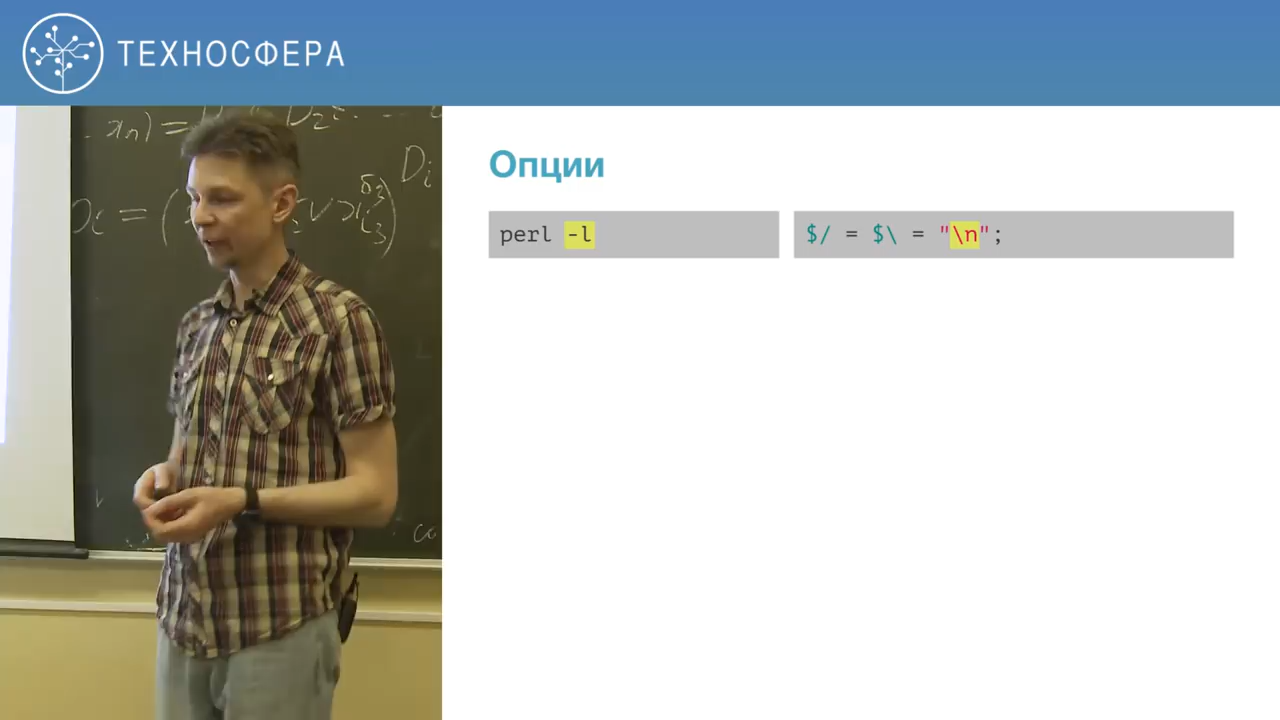 ТЕХНОСФЕРА
Опции
perl -l
$/ = $\ = "\n";